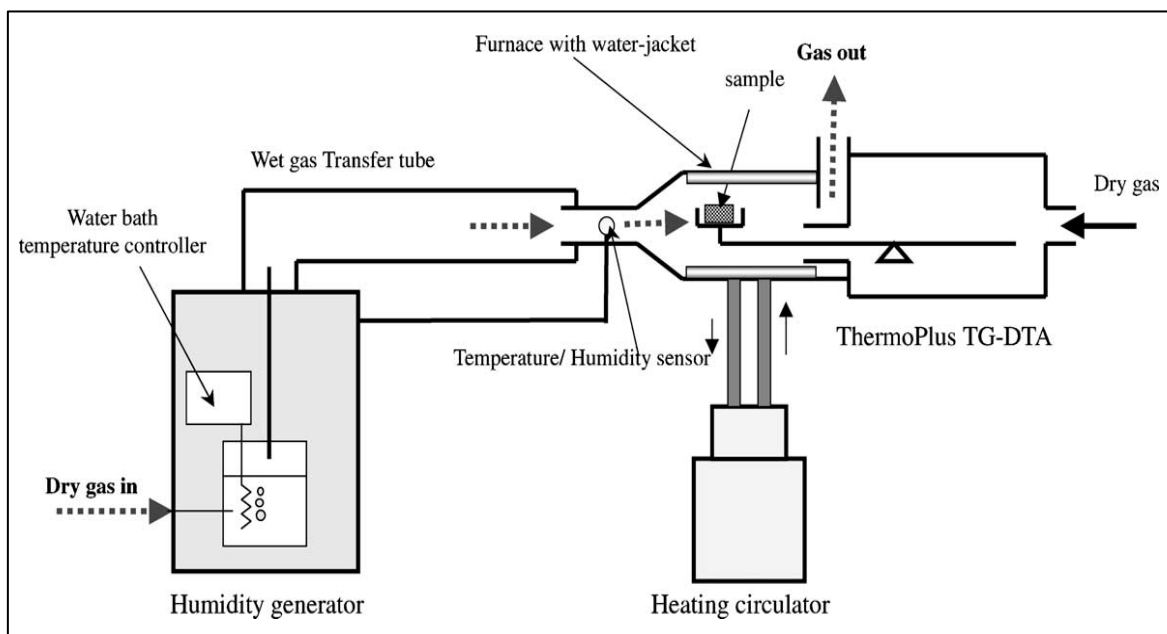 Furnace with water-jacket
Gas out
sample
Wet gas Transfer tube
Dry gas
Water bath
temperature controller
Temperature/ Humidity sensor
ThermoPlus TG-DTA
Dry gas in
Humidity generator
Heating circulator